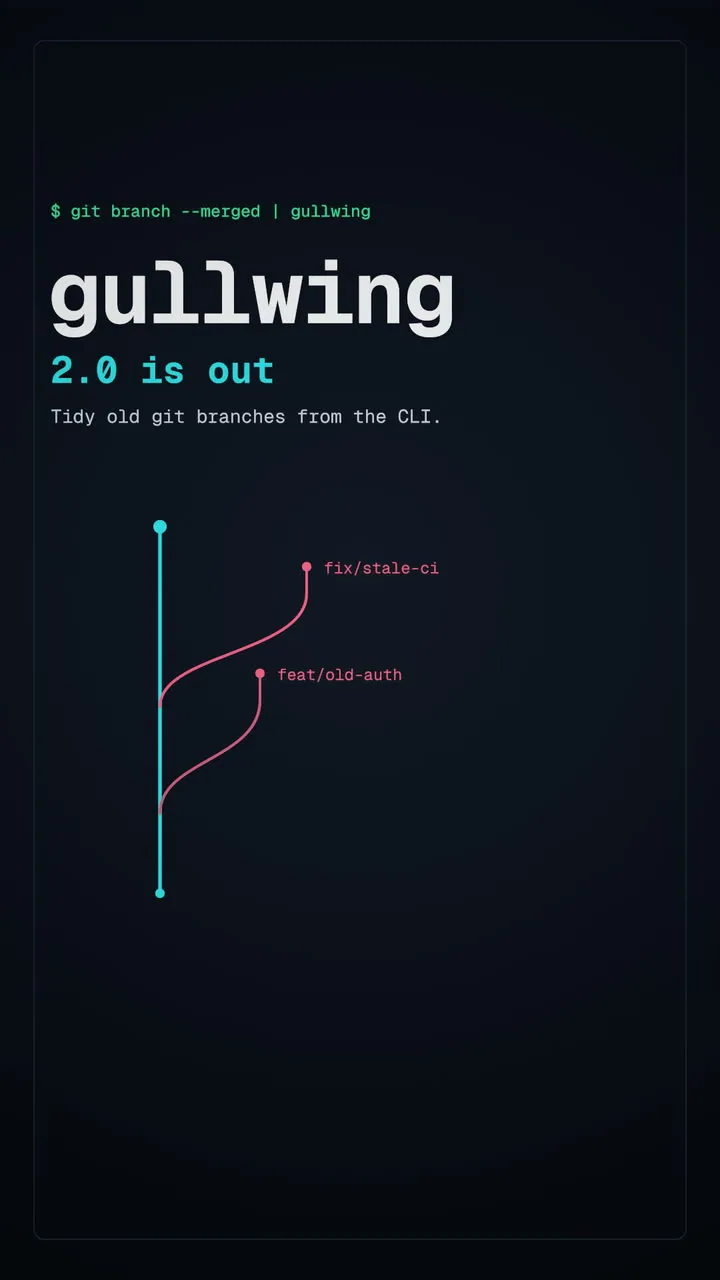 $ git branch --merged | gullwing
gullwing
2.0 is out
Tidy old git branches from the CLI.
fix/stale-ci
feat/old-auth